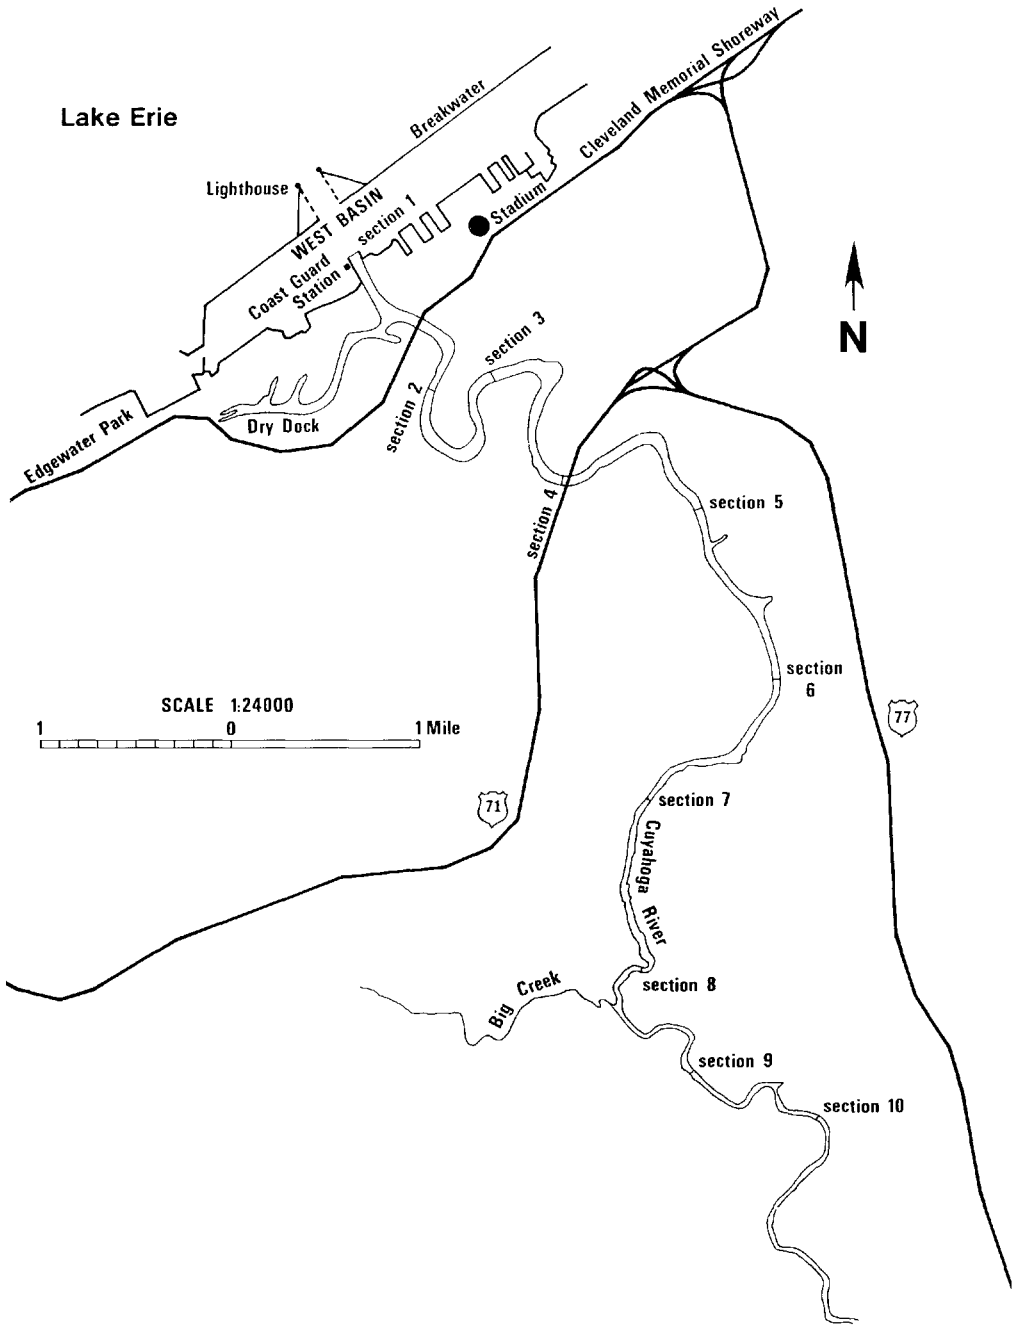 Cleveland Memorial Shoreway
Lake Erie
Breakwater
Lighthouse
WEST BASIN
section 1
Stadium
Coast Guard
Station
N
section 3
section 2
Edgewater Park
Dry Dock
section 4
section 5
section
6
SCALE 1:24000
1 0 1 Mile
77
71
section 7
Cuyahoga River
section 8
Big Creek
section 9
section 10